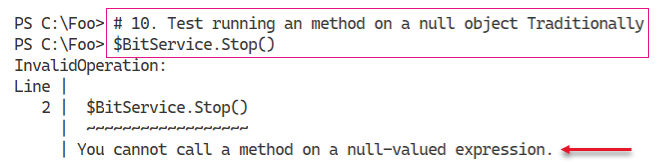 PS C:\Foo> # 10. Test running an method on a null object Traditionally
PS C:\Foo> $BitService.Stop()
InvalidOperation:
Line |
   2 |  $BitService.Stop()
     |  ~~~~~~~~~~~~~~~~~~
     | You cannot call a method on a null-valued expression.